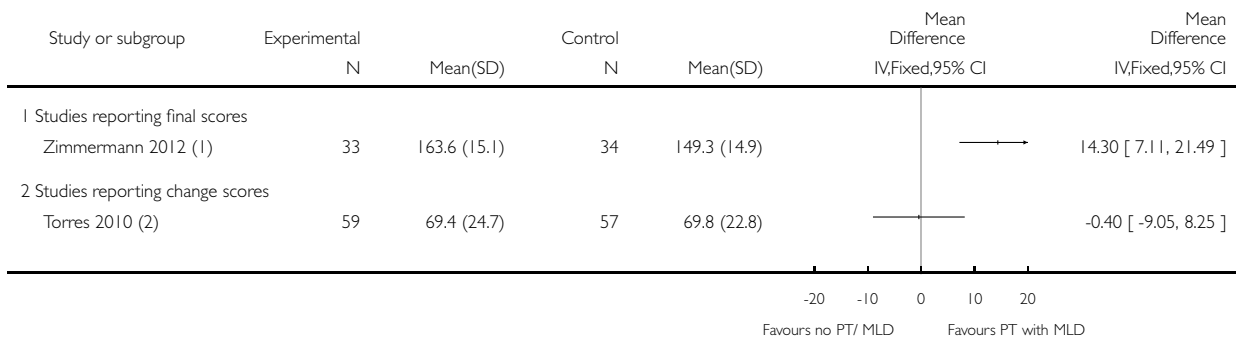 Mean Mean
Study or subgroup Experimental Control Difference Difference
N Mean(SD) N Mean(SD) IV,Fixed,95% CI IV,Fixed,95% CI
1 Studies reporting final scores
Zimmermann 2012 (1) 33 163.6 (15.1) 34 149.3 (14.9) 14.30 [ 7.11, 21.49 ]
2 Studies reporting change scores
Torres 2010 (2) 59 69.4 (24.7) 57 69.8 (22.8) -0.40 [ -9.05, 8.25 ]
-20 -10 0 10 20
Favours no PT/ MLD Favours PT with MLD